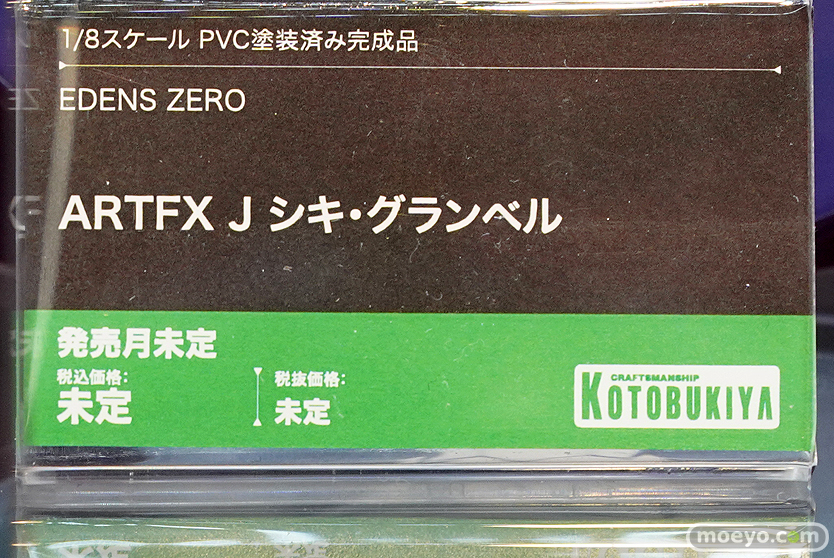 1/8スケール PVC塗装済み完成品
EDENS ZERO
ARTFX J シキ・グランベル
発売月未定
税込価格:
未定
税抜価格:
未定
CRAFTSMANSHIP
KOTOBUKIYA
moeyo.com